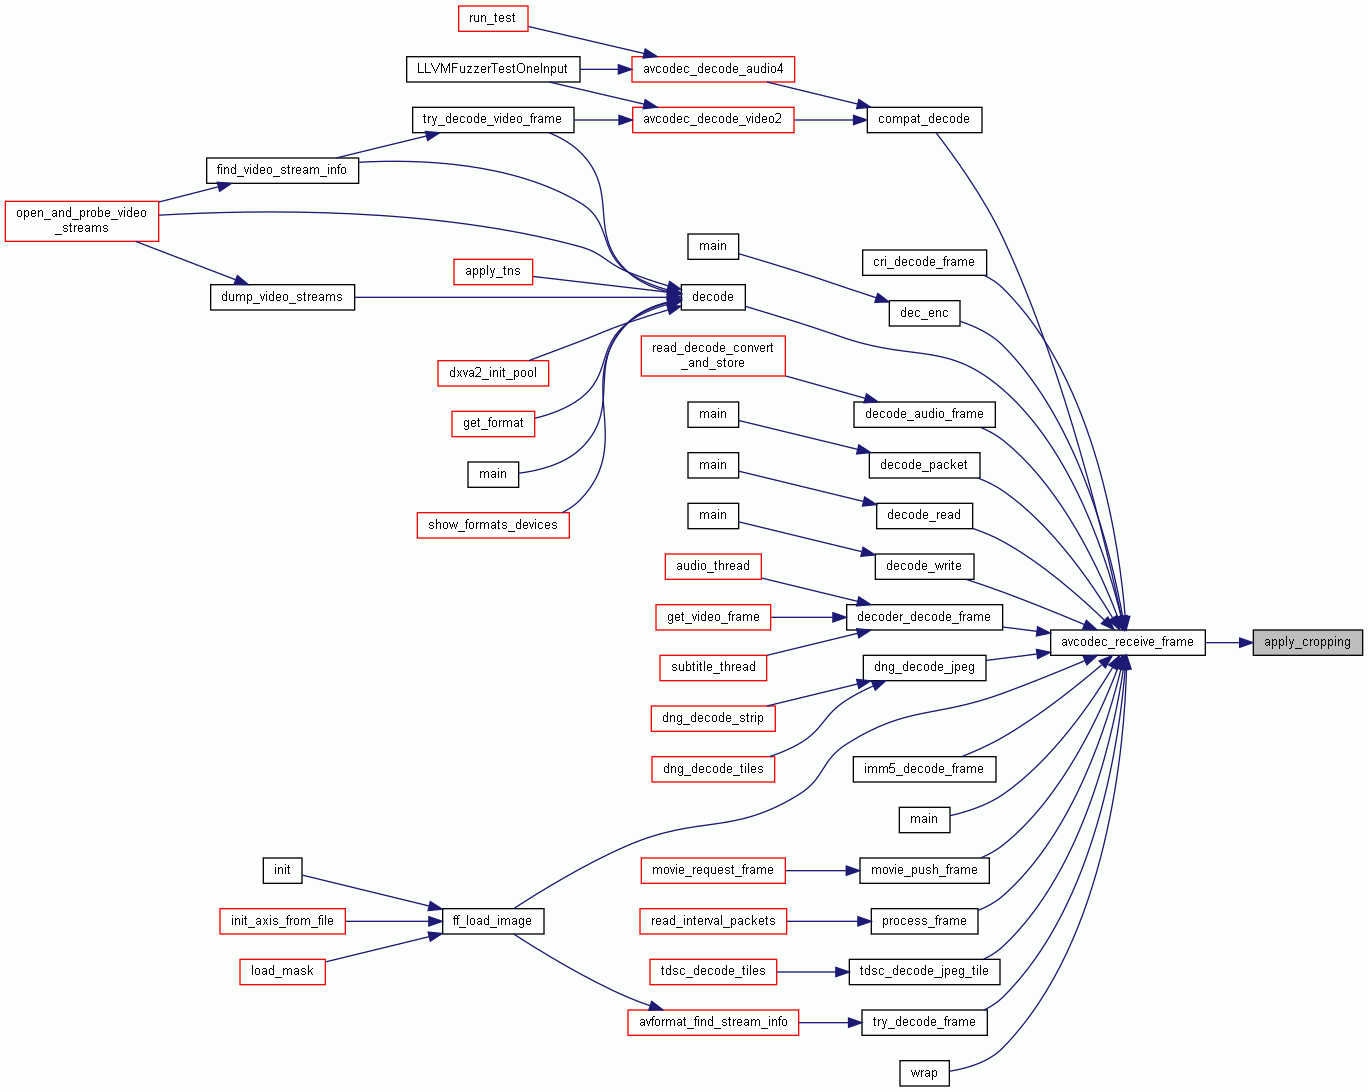 run_test
LLVMFuzzerTestOneInput
avcodec_decode_audio4
try_decode_video_frame
avcodec_decode_video2
compat_decode
find_video_stream_info
open_and_probe_video
_streams
main
cri_decode_frame
apply_tns
dump_video_streams
decode
dec_enc
read_decode_convert
_and_store
dxva2_init_pool
get_format
main
decode_audio_frame
main
main
decode_packet
show_formats_devices
main
decode_read
audio_thread
decode_write
get_video_frame
decoder_decode_frame
subtitle_thread
dng_decode_jpeg
avcodec_receive_frame
apply_cropping
dng_decode_strip
dng_decode_tiles
imm5_decode_frame
main
init
movie_request_frame
movie_push_frame
init_axis_from_file
ff_load_image
read_interval_packets
process_frame
load_mask
tdsc_decode_tiles
tdsc_decode_jpeg_tile
avformat_find_stream_info
try_decode_frame
wrap